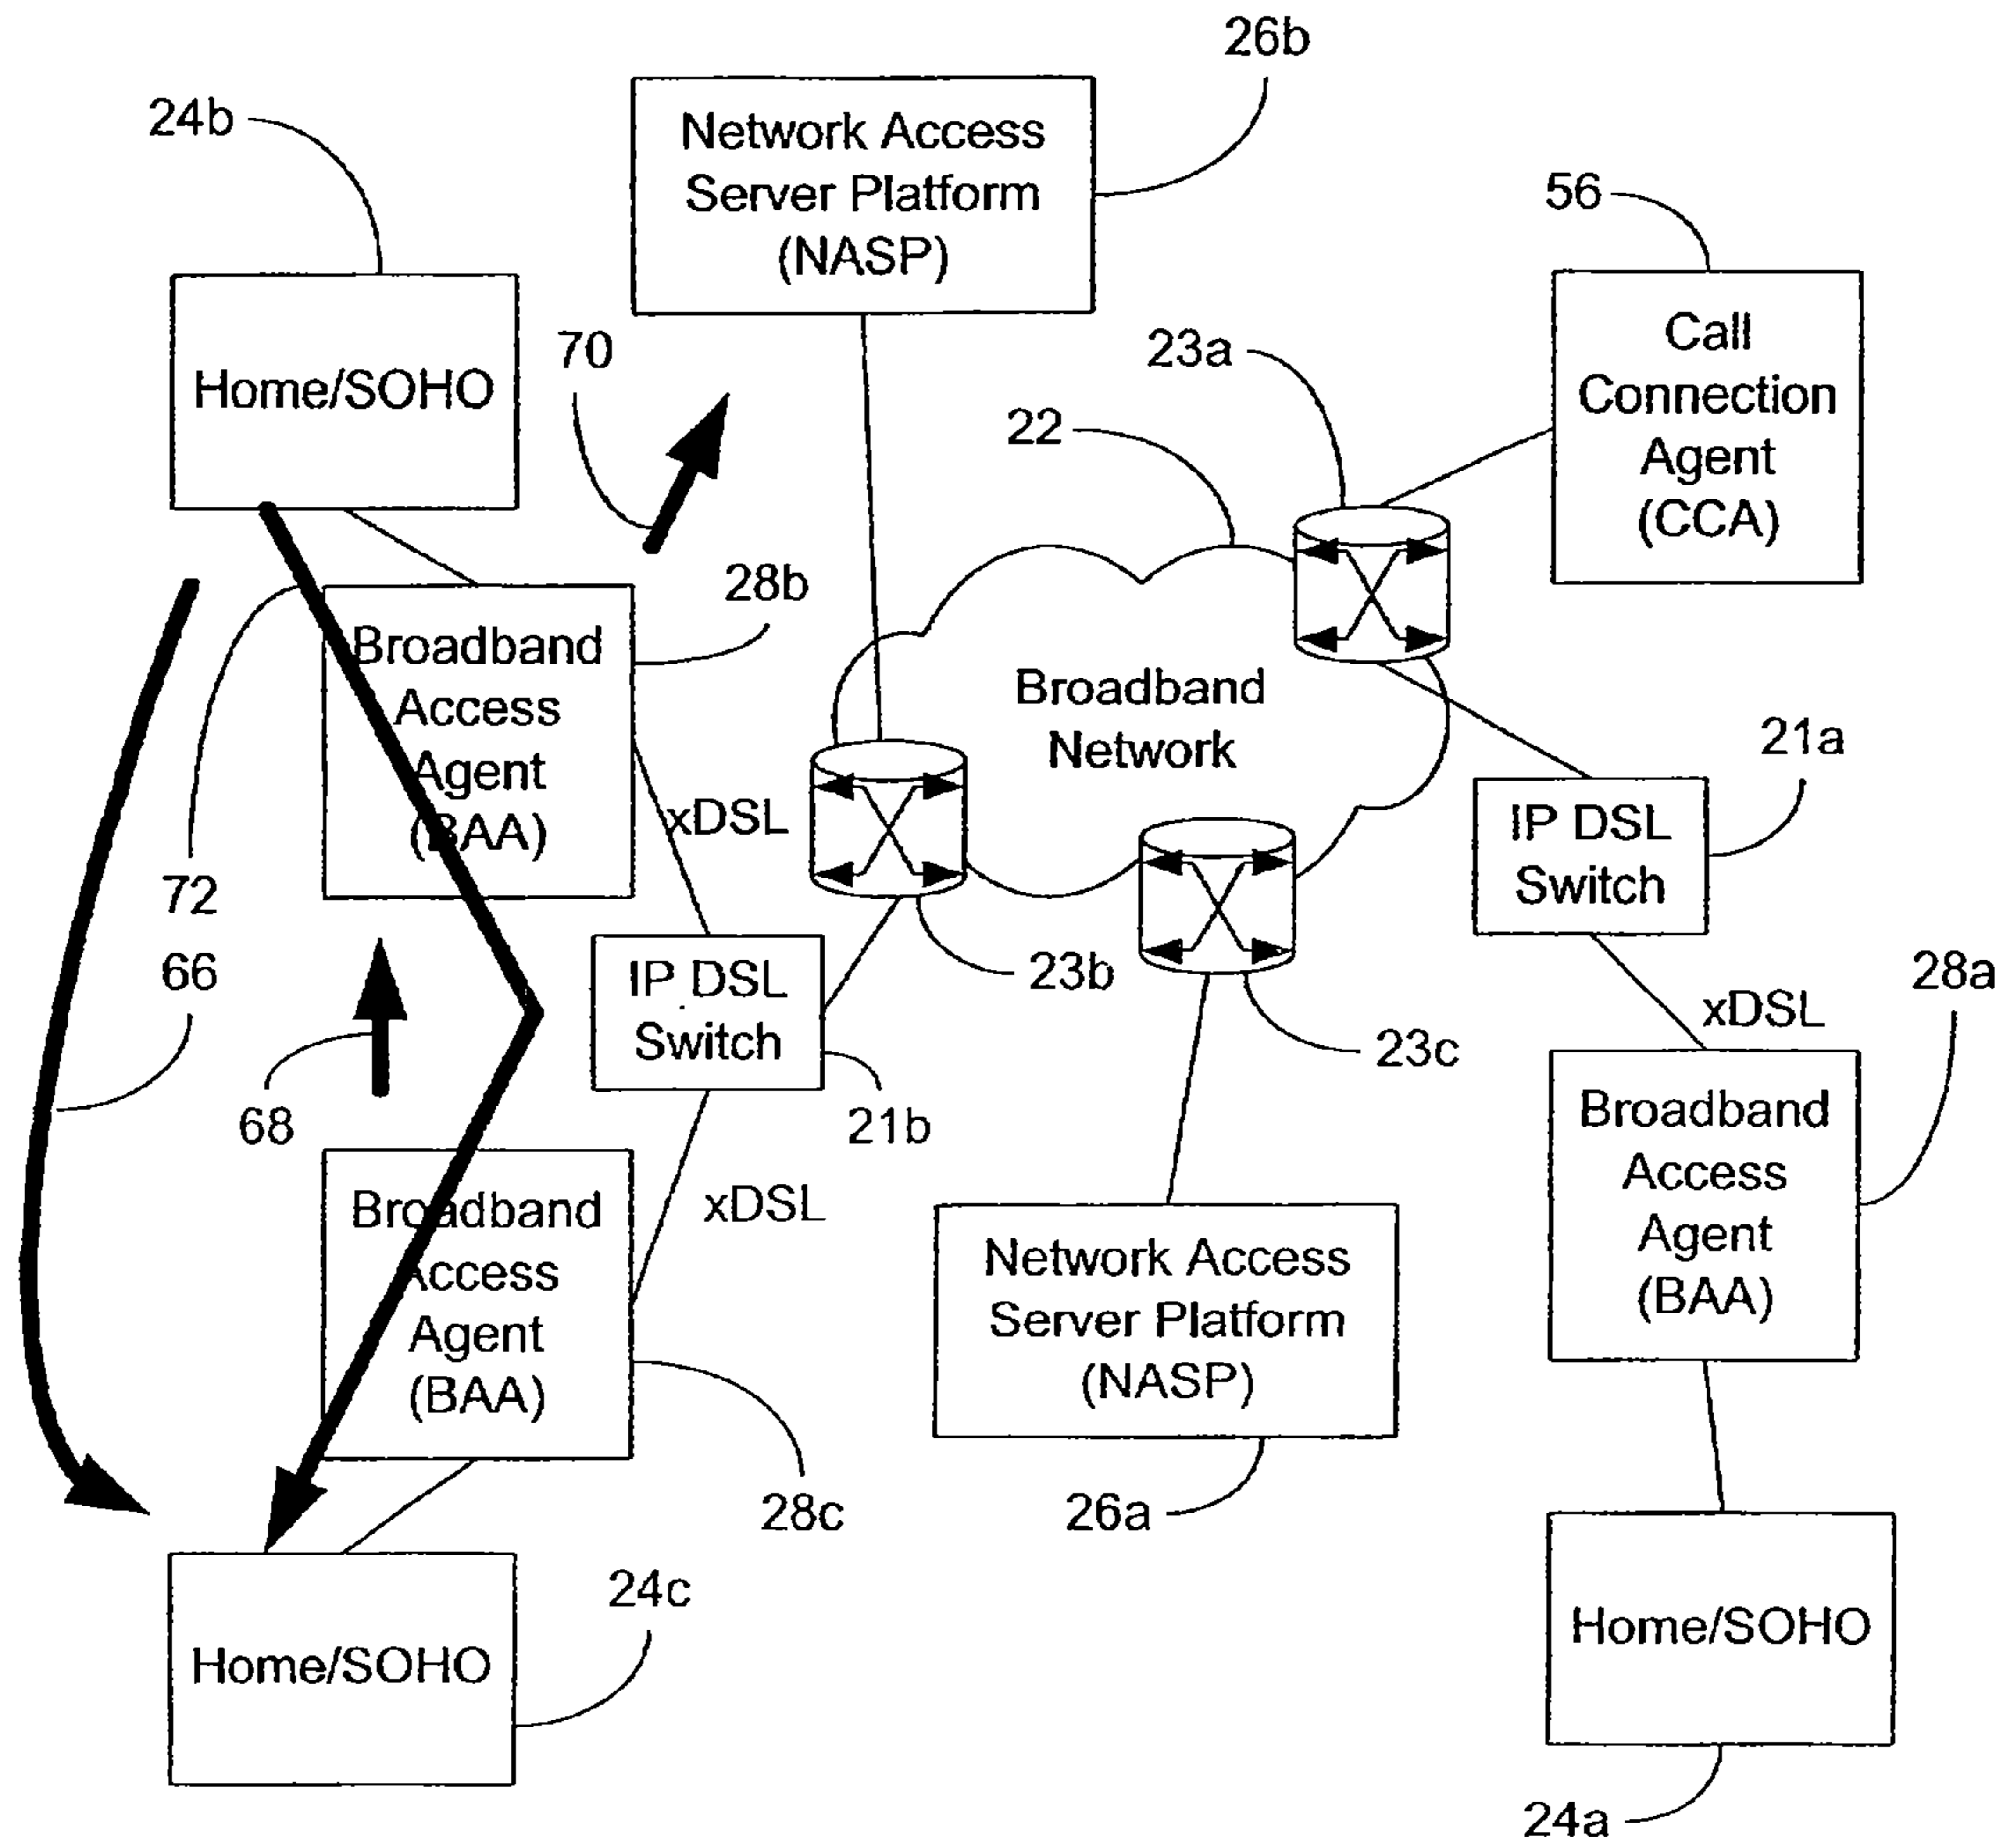 26b
24b
Network Access
Server Platform
(NASP)
56
Call
Connection
Agent
(CCA)
70
23a
Home/SOHO
22
28b
Broadband
Access
Agent
(BAA)
Broadband
Network
21a
xDSL
IP DSL
Switch
72
66
IP DSL
Switch
23b
28a
xDSL
23c
68
21b
Broadband
Access
Agent
(BAA)
xDSL
Broadband
Access
Agent
(BAA)
Network Access
Server Platform
(NASP)
28c
26a
24c
Home/SOHO
Home/SOHO
24a